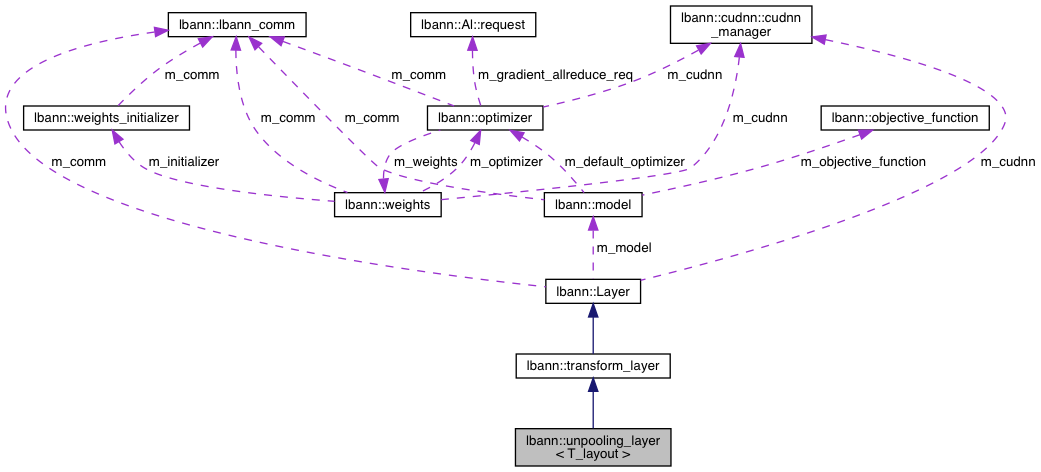 lbann::lbann_comm
lbann::Al::request
lbann::cudnn::cudnn
_manager
m_comm
m_gradient_allreduce_req
m_cudnn
lbann::weights_initializer
lbann::optimizer
lbann::objective_function
m_comm
m_comm
m_comm
m_cudnn
m_comm
m_initializer
m_weights
m_optimizer
m_default_optimizer
m_objective_function
m_cudnn
lbann::weights
lbann::model
m_model
lbann::Layer
lbann::transform_layer
lbann::unpooling_layer
< T_layout >